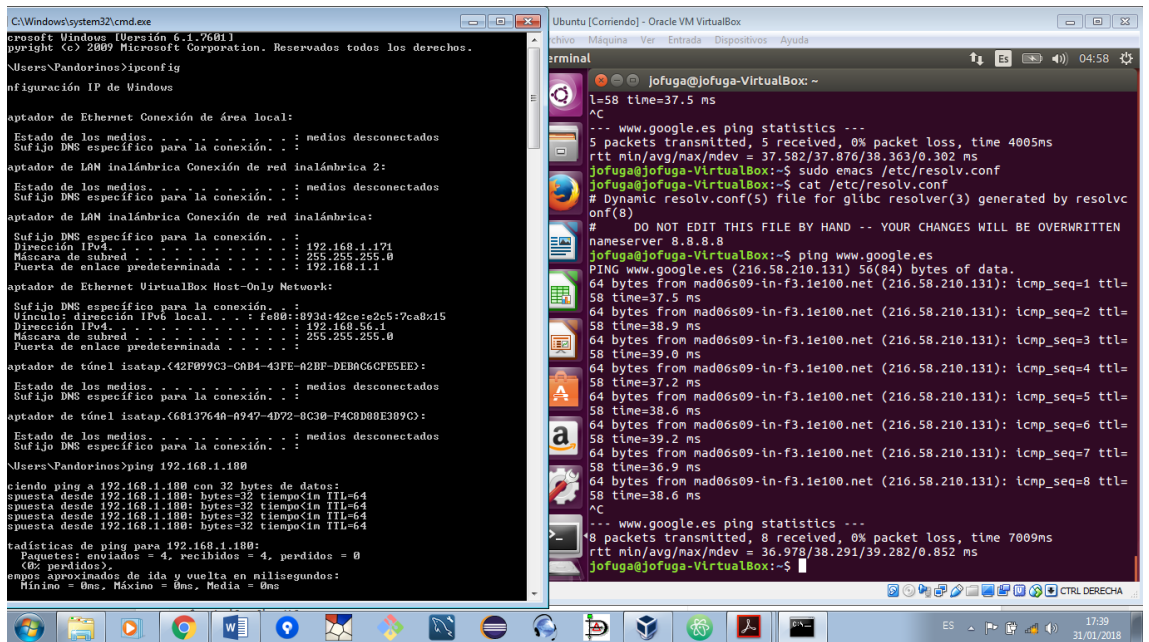 C:\Windows\system32\cmd.exe
crosoft Windows [Versión 6.1.7601]
pyright (c) 2009 Microsoft Corporation. Reservados todos los derechos.
\Users\Pandorinos>ipconfig
nfiguración IP de Windows
aptador de Ethernet Conexión de área local:
Estado de los medios. . . . . . . . . . . : medios desconectados
Sufijo DNS específico para la conexión. . :
aptador de LAN inalámbrica Conexión de red inalámbrica 2:
Estado de los medios. . . . . . . . . . . : medios desconectados
Sufijo DNS específico para la conexión. . :
aptador de LAN inalámbrica Conexión de red inalámbrica:
Sufijo DNS específico para la conexión. . :
Dirección IPv4. . . . . . . . . . . . . . : 192.168.1.171
Máscara de subred . . . . . . . . . . . . : 255.255.255.0
Puerta de enlace predeterminada . . . . . : 192.168.1.1
aptador de Ethernet VirtualBox Host-Only Network:
Sufijo DNS específico para la conexión. . :
Vínculo: dirección IPv6 local. . . : fe80::893d:42ce:e2c5:7ca8%15
Dirección IPv4. . . . . . . . . . . . . . : 192.168.56.1
Máscara de subred . . . . . . . . . . . . : 255.255.255.0
Puerta de enlace predeterminada . . . . . :
aptador de túnel isatap.{42F099C3-CAB4-43FE-A2BF-DEBAC6CFE5EE}:
Estado de los medios. . . . . . . . . . . : medios desconectados
Sufijo DNS específico para la conexión. . :
aptador de túnel isatap.{6813764A-A947-4D72-8C30-F4C8D88E389C}:
Estado de los medios. . . . . . . . . . . : medios desconectados
Sufijo DNS específico para la conexión. . :
\Users\Pandorinos>ping 192.168.1.180
ciendo ping a 192.168.1.180 con 32 bytes de datos:
spuesta desde 192.168.1.180: bytes=32 tiempo<1m TTL=64
spuesta desde 192.168.1.180: bytes=32 tiempo<1m TTL=64
spuesta desde 192.168.1.180: bytes=32 tiempo<1m TTL=64
spuesta desde 192.168.1.180: bytes=32 tiempo<1m TTL=64
tadísticas de ping para 192.168.1.180:
Paquetes: enviados = 4, recibidos = 4, perdidos = 0
(0% perdidos),
empos aproximados de ida y vuelta en milisegundos:
Mínimo = 0ms, Máximo = 0ms, Media = 0ms
Ubuntu [Corriendo] - Oracle VM VirtualBox
rchivo Máquina Ver Entrada Dispositivos Ayuda
erminal
Es 04:58
jofuga@jofuga-VirtualBox: ~
l=58 time=37.5 ms
^C
--- www.google.es ping statistics ---
5 packets transmitted, 5 received, 0% packet loss, time 4005ms
rtt min/avg/max/mdev = 37.582/37.876/38.363/0.302 ms
jofuga@jofuga-VirtualBox:~$ sudo emacs /etc/resolv.conf
jofuga@jofuga-VirtualBox:~$ cat /etc/resolv.conf
# Dynamic resolv.conf(5) file for glibc resolver(3) generated by resolvc
onf(8)
# DO NOT EDIT THIS FILE BY HAND -- YOUR CHANGES WILL BE OVERWRITTEN
nameserver 8.8.8.8
jofuga@jofuga-VirtualBox:~$ ping www.google.es
PING www.google.es (216.58.210.131) 56(84) bytes of data.
64 bytes from mad06s09-in-f3.1e100.net (216.58.210.131): icmp_seq=1 ttl=
58 time=37.5 ms
64 bytes from mad06s09-in-f3.1e100.net (216.58.210.131): icmp_seq=2 ttl=
58 time=38.9 ms
64 bytes from mad06s09-in-f3.1e100.net (216.58.210.131): icmp_seq=3 ttl=
58 time=39.0 ms
64 bytes from mad06s09-in-f3.1e100.net (216.58.210.131): icmp_seq=4 ttl=
58 time=37.2 ms
64 bytes from mad06s09-in-f3.1e100.net (216.58.210.131): icmp_seq=5 ttl=
58 time=38.6 ms
64 bytes from mad06s09-in-f3.1e100.net (216.58.210.131): icmp_seq=6 ttl=
58 time=39.2 ms
64 bytes from mad06s09-in-f3.1e100.net (216.58.210.131): icmp_seq=7 ttl=
58 time=36.9 ms
64 bytes from mad06s09-in-f3.1e100.net (216.58.210.131): icmp_seq=8 ttl=
58 time=38.6 ms
^C
--- www.google.es ping statistics ---
8 packets transmitted, 8 received, 0% packet loss, time 7009ms
rtt min/avg/max/mdev = 36.978/38.291/39.282/0.852 ms
jofuga@jofuga-VirtualBox:~$
CTRL DERECHA
ES
17:39
31/01/2018